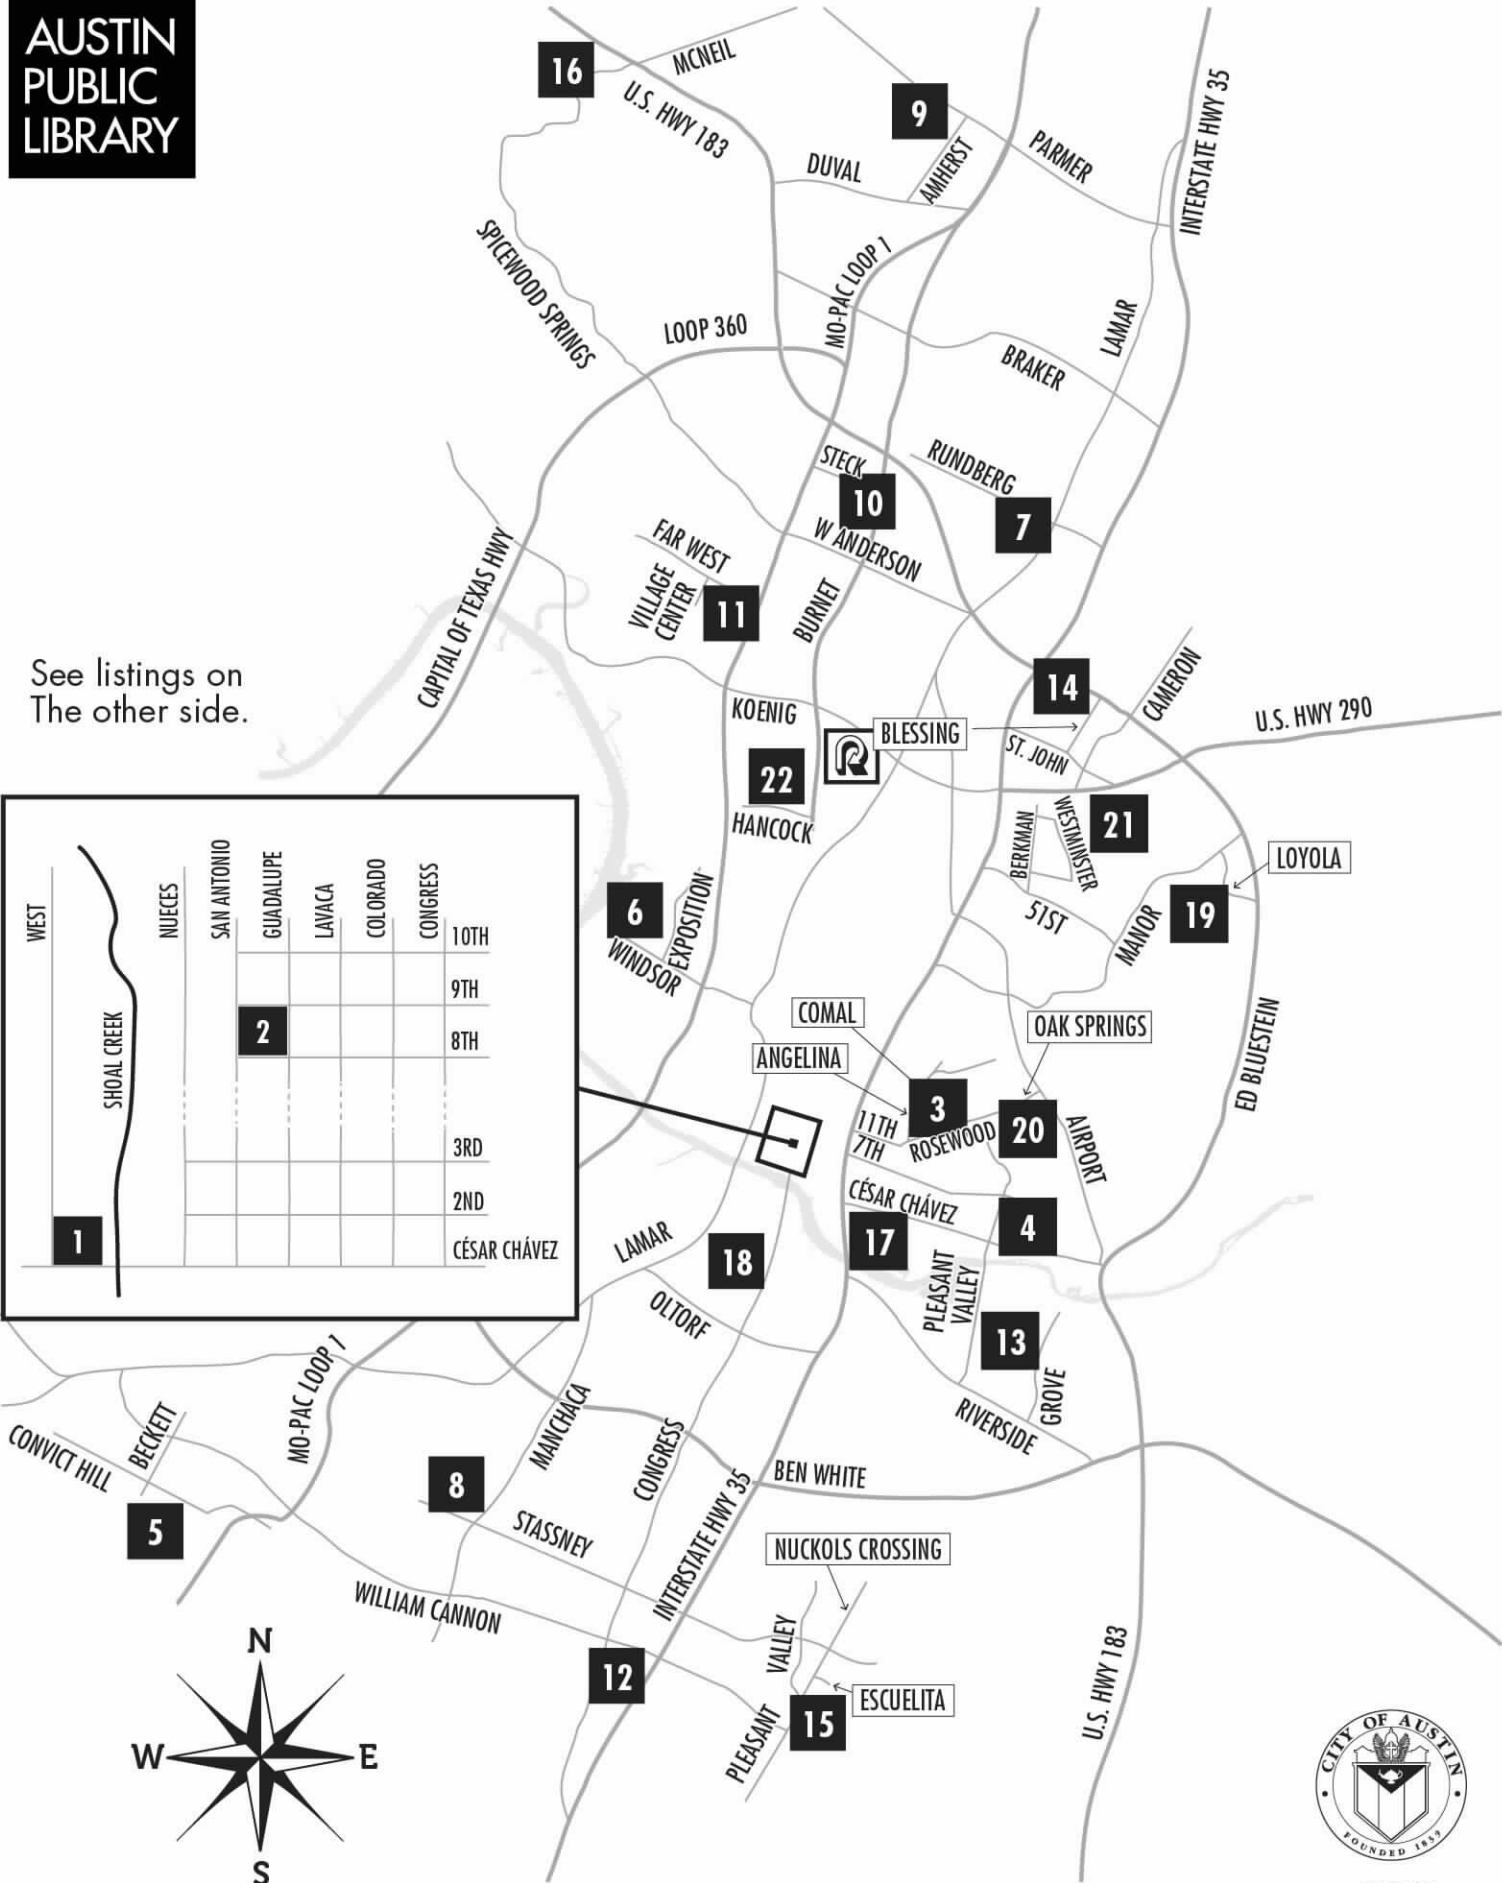 AUSTIN
PUBLIC
LIBRARY
16
MCNEIL
U.S. HWY 183
9
PARMER
INTERSTATE HWY 35
DUVAL
AMHERST
SPICEWOOD SPRINGS
MO-PAC LOOP 1
LOOP 360
LAMAR
BRAKER
STECK
RUNDBERG
10
7
W ANDERSON
FAR WEST
VILLAGE
CENTER
11
BURNET
CAPITAL OF TEXAS HWY
See listings on
The other side.
14
CAMERON
KOENIG
BLESSING
ST. JOHN
U.S. HWY 290
22
R
HANCOCK
BERKMAN
WESTMINSTER
21
LOYOLA
6
EXPOSITION
WINDSOR
51ST
MANOR
19
WEST
SHOAL CREEK
NUECES
SAN ANTONIO
GUADALUPE
LAVACA
COLORADO
CONGRESS
10TH
9TH
2
8TH
3RD
2ND
1
CÉSAR CHÁVEZ
COMAL
OAK SPRINGS
ANGELINA
ED BLUESTEIN
3
11TH
ROSEWOOD
20
7TH
AIRPORT
CÉSAR CHÁVEZ
4
17
LAMAR
18
PLEASANT
VALLEY
OLTORF
13
GROVE
MO-PAC LOOP 1
BECKETT
CONVICT HILL
MANCHACA
CONGRESS
RIVERSIDE
8
BEN WHITE
5
STASSNEY
INTERSTATE HWY 35
NUCKOLS CROSSING
WILLIAM CANNON
12
VALLEY
ESCUELITA
15
PLEASANT
U.S. HWY 183
N
W
E
S
CITY OF AUSTIN
FOUNDED 1839